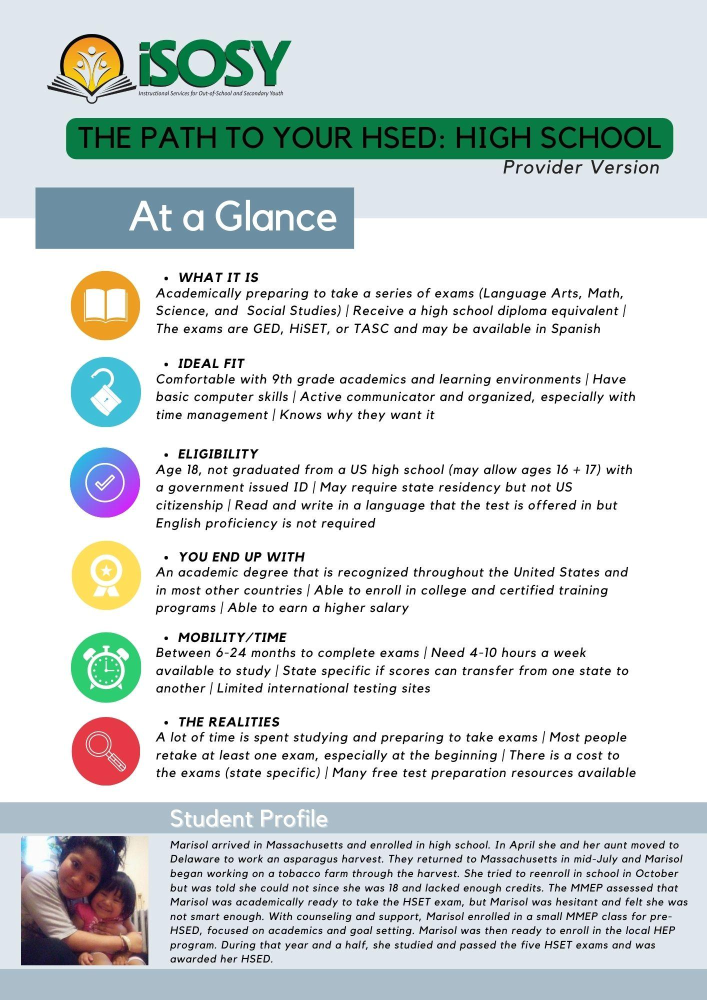 iSOSY
Instructional Services for Out-of-School and Secondary Youth
THE PATH TO YOUR HSED: HIGH SCHOOL
Provider Version
At a Glance
• WHAT IT IS
Academically preparing to take a series of exams (Language Arts, Math,
Science, and Social Studies) | Receive a high school diploma equivalent |
The exams are GED, HiSET, or TASC and may be available in Spanish
• IDEAL FIT
Comfortable with 9th grade academics and learning environments | Have
basic computer skills | Active communicator and organized, especially with
time management | Knows why they want it
• ELIGIBILITY
Age 18, not graduated from a US high school (may allow ages 16 + 17) with
a government issued ID | May require state residency but not US
citizenship | Read and write in a language that the test is offered in but
English proficiency is not required
• YOU END UP WITH
An academic degree that is recognized throughout the United States and
in most other countries | Able to enroll in college and certified training
programs | Able to earn a higher salary
• MOBILITY/TIME
Between 6-24 months to complete exams | Need 4-10 hours a week
available to study | State specific if scores can transfer from one state to
another | Limited international testing sites
• THE REALITIES
A lot of time is spent studying and preparing to take exams | Most people
retake at least one exam, especially at the beginning | There is a cost to
the exams (state specific) | Many free test preparation resources available
Student Profile
Marisol arrived in Massachusetts and enrolled in high school. In April she and her aunt moved to
Delaware to work an asparagus harvest. They returned to Massachusetts in mid-July and Marisol
began working on a tobacco farm through the harvest. She tried to reenroll in school in October
but was told she could not since she was 18 and lacked enough credits. The MMEP assessed that
Marisol was academically ready to take the HSET exam, but Marisol was hesitant and felt she was
not smart enough. With counseling and support, Marisol enrolled in a small MMEP class for pre-
HSED, focused on academics and goal setting. Marisol was then ready to enroll in the local HEP
program. During that year and a half, she studied and passed the five HSET exams and was
awarded her HSED.